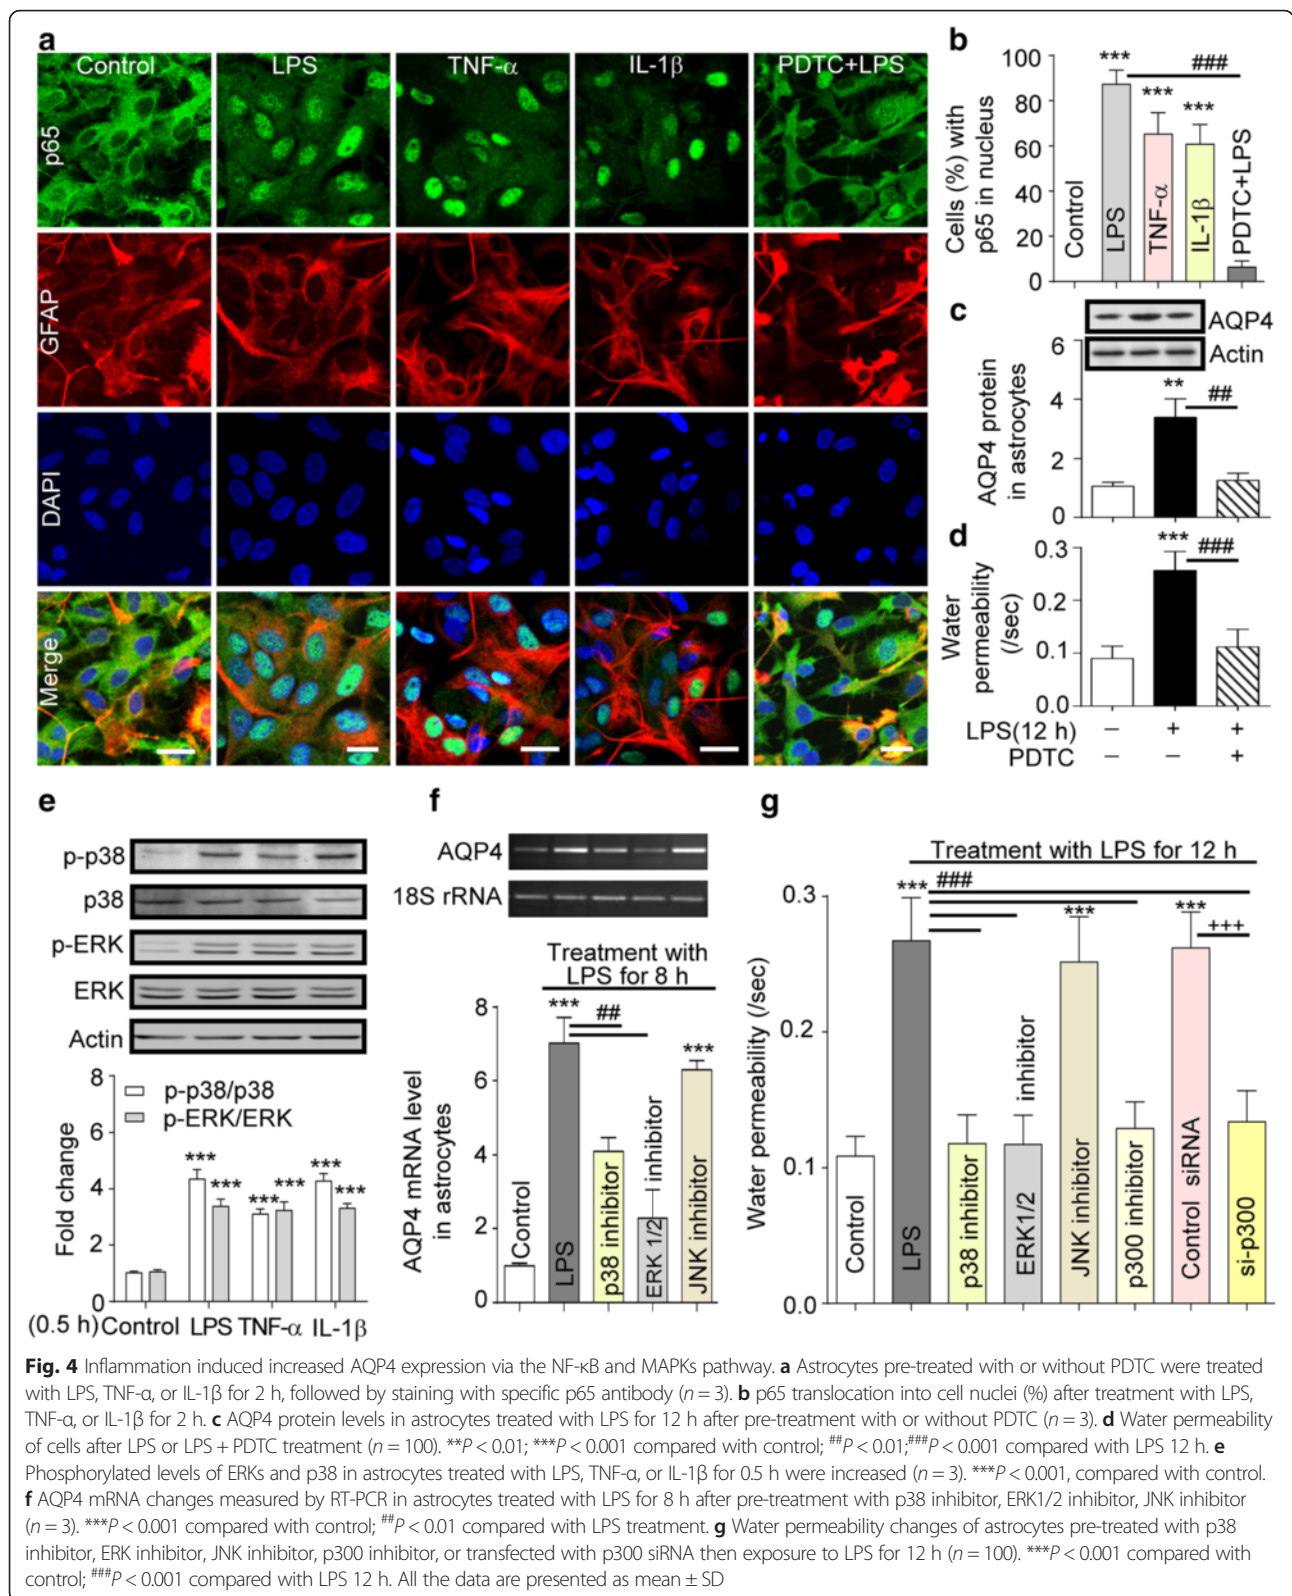 a
Control
LPS
TNF-α
IL-1β
PDTC+LPS
p65
GFAP
DAPI
Merge
b
Cells (%) with
p65 in nucleus
100
80
60
40
20
0
***
***
***
###
Control
LPS
TNF-α
IL-1β
PDTC+LPS
c
AQP4
Actin
AQP4 protein
in astrocytes
6
4
2
0
**
##
d
Water
permeability
(/sec)
0.3
0.2
0.1
0.0
***
###
LPS(12 h) – + +
PDTC – – +
e
p-p38
p38
p-ERK
ERK
Actin
Fold change
8
6
4
2
0
p-p38/p38
p-ERK/ERK
***
***
***
***
***
***
(0.5 h) Control LPS TNF-α IL-1β
f
AQP4
18S rRNA
Treatment with
LPS for 8 h
AQP4 mRNA level
in astrocytes
8
6
4
2
0
***
##
***
Control
LPS
p38 inhibitor
ERK 1/2 inhibitor
JNK inhibitor
g
Treatment with LPS for 12 h
Water permeability (/sec)
0.3
0.2
0.1
0.0
***
###
***
***
+++
Control
LPS
p38 inhibitor
ERK1/2 inhibitor
JNK inhibitor
p300 inhibitor
Control siRNA
si-p300
Fig. 4 Inflammation induced increased AQP4 expression via the NF-κB and MAPKs pathway. a Astrocytes pre-treated with or without PDTC were treated
with LPS, TNF-α, or IL-1β for 2 h, followed by staining with specific p65 antibody (n = 3). b p65 translocation into cell nuclei (%) after treatment with LPS,
TNF-α, or IL-1β for 2 h. c AQP4 protein levels in astrocytes treated with LPS for 12 h after pre-treatment with or without PDTC (n = 3). d Water permeability
of cells after LPS or LPS + PDTC treatment (n = 100). **P < 0.01; ***P < 0.001 compared with control; ##P < 0.01;###P < 0.001 compared with LPS 12 h. e
Phosphorylated levels of ERKs and p38 in astrocytes treated with LPS, TNF-α, or IL-1β for 0.5 h were increased (n = 3). ***P < 0.001, compared with control.
f AQP4 mRNA changes measured by RT-PCR in astrocytes treated with LPS for 8 h after pre-treatment with p38 inhibitor, ERK1/2 inhibitor, JNK inhibitor
(n = 3). ***P < 0.001 compared with control; ##P < 0.01 compared with LPS treatment. g Water permeability changes of astrocytes pre-treated with p38
inhibitor, ERK inhibitor, JNK inhibitor, p300 inhibitor, or transfected with p300 siRNA then exposure to LPS for 12 h (n = 100). ***P < 0.001 compared with
control; ###P < 0.001 compared with LPS 12 h. All the data are presented as mean ± SD